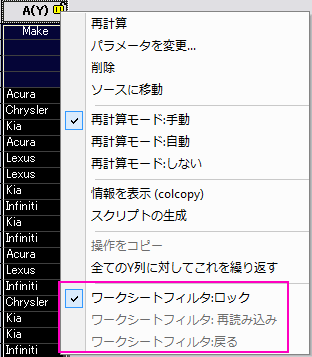 A(Y)
Make
Acura
Chrysler
Kia
Acura
Lexus
Lexus
Kia
Infiniti
Kia
Infiniti
Acura
Lexus
Infiniti
Chrysler
Kia
Kia
Infiniti
再計算
パラメータを変更...
削除
ソースに移動
再計算モード:手動
再計算モード:自動
再計算モード:しない
情報を表示 (colcopy)
スクリプトの生成
操作をコピー
全てのY列に対してこれを繰り返す
ワークシートフィルタ:ロック
ワークシートフィルタ: 再読み込み
ワークシートフィルタ:戻る